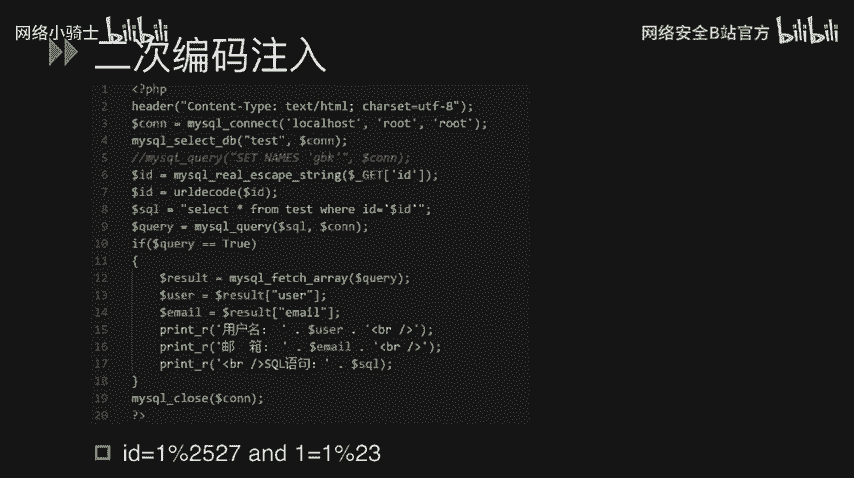 网络小骑士 bilibili
网络安全B站官方 bilibili
二次编码注入
1 <?php
2 header("Content-Type: text/html; charset=utf-8");
3 $conn = mysql_connect('localhost', 'root', 'root');
4 mysql_select_db("test", $conn);
5 //mysql_query("SET NAMES 'gbk'", $conn);
6 $id = mysql_real_escape_string($_GET['id']);
7 $id = urldecode($id);
8 $sql = "select * from test where id='$id'";
9 $query = mysql_query($sql, $conn);
10 if($query == True)
11 {
12 $result = mysql_fetch_array($query);
13 $user = $result["user"];
14 $email = $result["email"];
15 print_r('用户名： ' . $user . '<br />');
16 print_r('邮  箱： ' . $email . '<br />');
17 print_r('<br />SQL语句：' . $sql);
18 }
19 mysql_close($conn);
20 ?>
id=1%2527 and 1=1%23